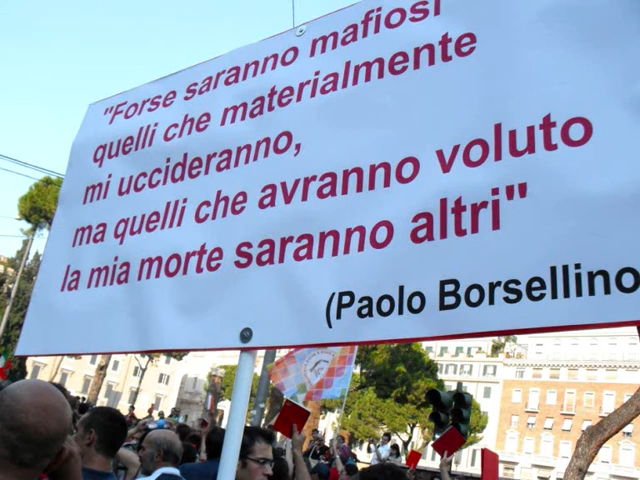 "Forse saranno mafiosi
quelli che materialmente
mi uccideranno,
ma quelli che avranno voluto
la mia morte saranno altri"
(Paolo Borsellino